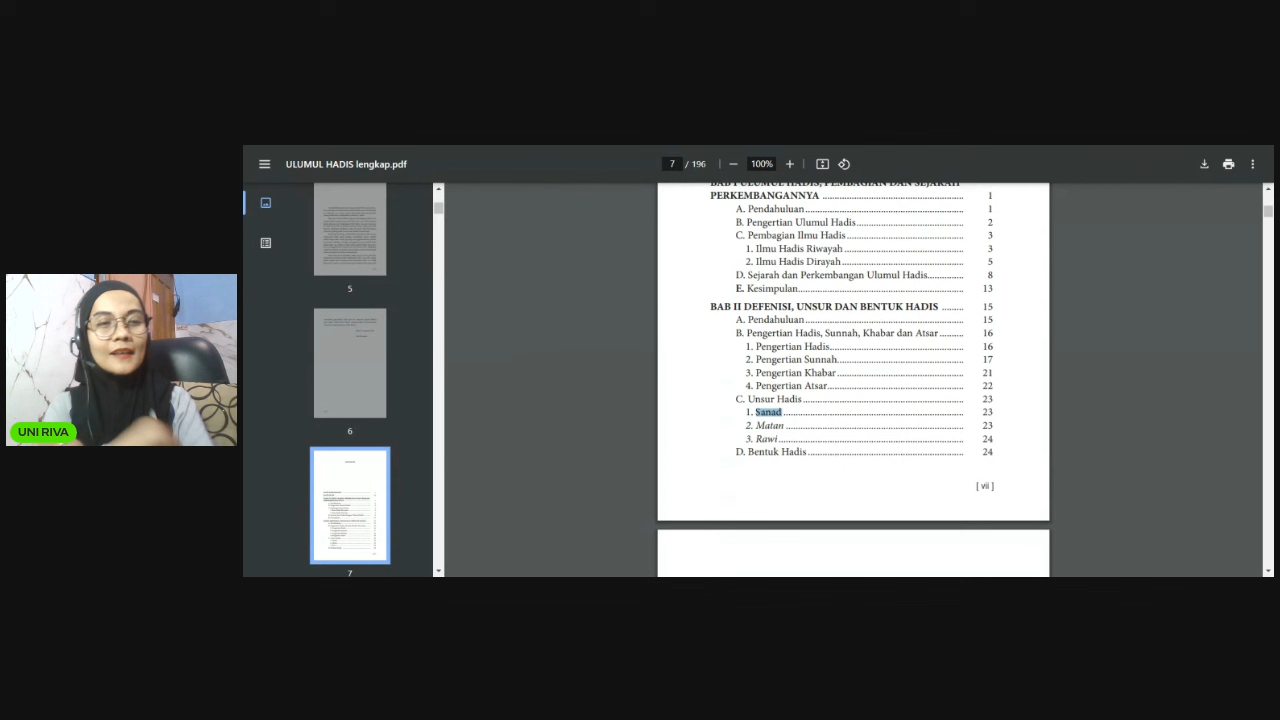 ULUMUL HADIS lengkap.pdf
7 / 196
100%
5
6
7
UNI RIVA
BAB I ULUMUL HADIS, PEMBAGIAN DAN SEJARAH
PERKEMBANGANNYA ............ 1
A. Pendahuluan ............ 1
B. Pengertian Ulumul Hadis ............ 2
C. Pembagian Ilmu Hadis ............ 3
1. Ilmu Hadis Riwayah ............ 3
2. Ilmu Hadis Dirayah ............ 5
D. Sejarah dan Perkembangan Ulumul Hadis ............ 8
E. Kesimpulan ............ 13
BAB II DEFENISI, UNSUR DAN BENTUK HADIS ............ 15
A. Pendahuluan ............ 15
B. Pengertian Hadis, Sunnah, Khabar dan Atsar ............ 16
1. Pengertian Hadis ............ 16
2. Pengertian Sunnah ............ 17
3. Pengertian Khabar ............ 21
4. Pengertian Atsar ............ 22
C. Unsur Hadis ............ 23
1. Sanad ............ 23
2. Matan ............ 23
3. Rawi ............ 24
D. Bentuk Hadis ............ 24
[ vii ]